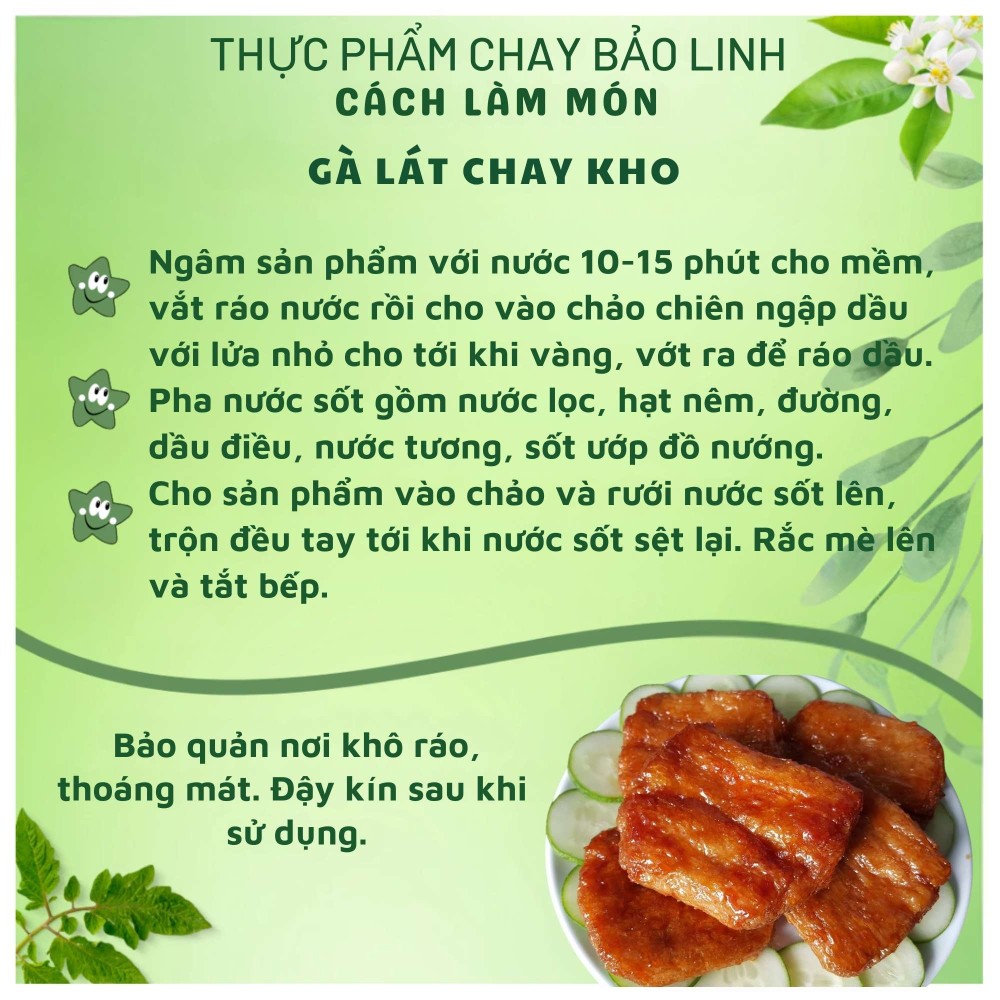 THỰC PHẨM CHAY BẢO LINH
CÁCH LÀM MÓN
GÀ LÁT CHAY KHO
Ngâm sản phẩm với nước 10-15 phút cho mềm,
vắt ráo nước rồi cho vào chảo chiên ngập dầu
với lửa nhỏ cho tới khi vàng, vớt ra để ráo dầu.
Pha nước sốt gồm nước lọc, hạt nêm, đường,
dầu điều, nước tương, sốt ướp đồ nướng.
Cho sản phẩm vào chảo và rưới nước sốt lên,
trộn đều tay tới khi nước sốt sệt lại. Rắc mè lên
và tắt bếp.
Bảo quản nơi khô ráo,
thoáng mát. Đậy kín sau khi
sử dụng.